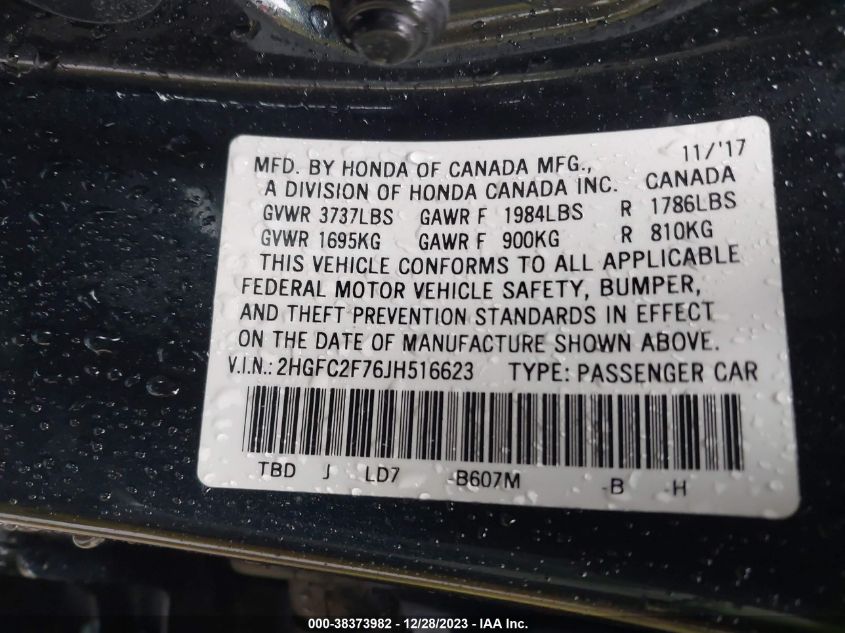 MFD. BY HONDA OF CANADA MFG., 11/'17
A DIVISION OF HONDA CANADA INC. CANADA
GVWR 3737LBS GAWR F 1984LBS R 1786LBS
GVWR 1695KG GAWR F 900KG R 810KG
THIS VEHICLE CONFORMS TO ALL APPLICABLE
FEDERAL MOTOR VEHICLE SAFETY, BUMPER,
AND THEFT PREVENTION STANDARDS IN EFFECT
ON THE DATE OF MANUFACTURE SHOWN ABOVE.
V.I.N.: 2HGFC2F76JH516623 TYPE: PASSENGER CAR
TBD J LD7 -B607M -B -H
000-38373982 - 12/28/2023 - IAA Inc.